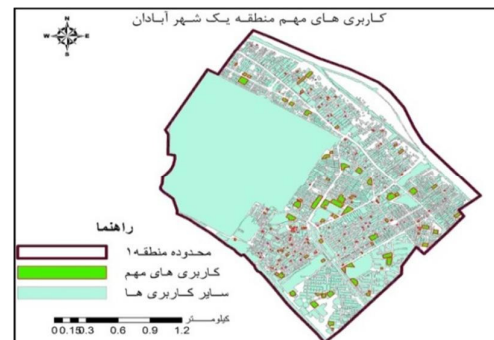 کاربری های مهم منطقه یک شهر آبادان
N
W E
S
راهنما
محدوده منطقه۱
کاربری های مهم
سایر کاربری ها
کیلومتر
0 0.15 0.3 0.6 0.9 1.2